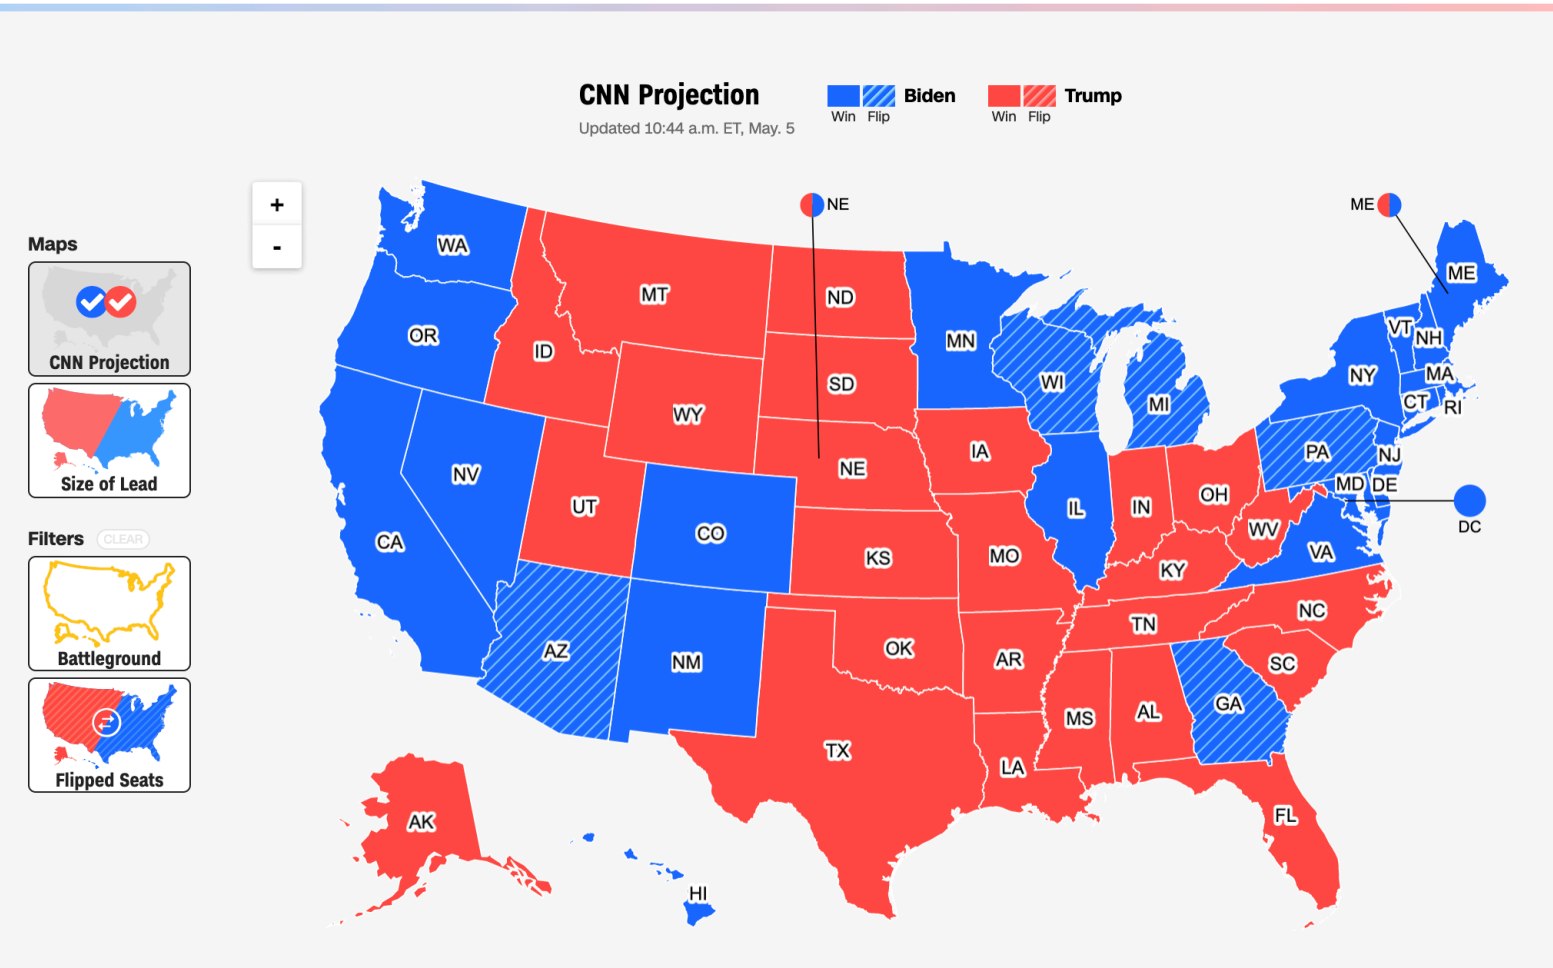 CNN Projection
Updated 10:44 a.m. ET, May. 5
Win Flip
Biden
Win Flip
Trump
+
-
Maps
CNN Projection
Size of Lead
Filters CLEAR
Battleground
Flipped Seats
NE
ME
WA
MT
ND
ME
OR
ID
MN
VT
NH
SD
WI
NY
MA
WY
MI
CT
RI
NE
IA
PA
NJ
NV
MD
DE
UT
CO
IL
IN
OH
DC
CA
KS
MO
WV
VA
KY
AZ
NM
OK
AR
TN
NC
SC
TX
MS
AL
GA
LA
AK
FL
HI